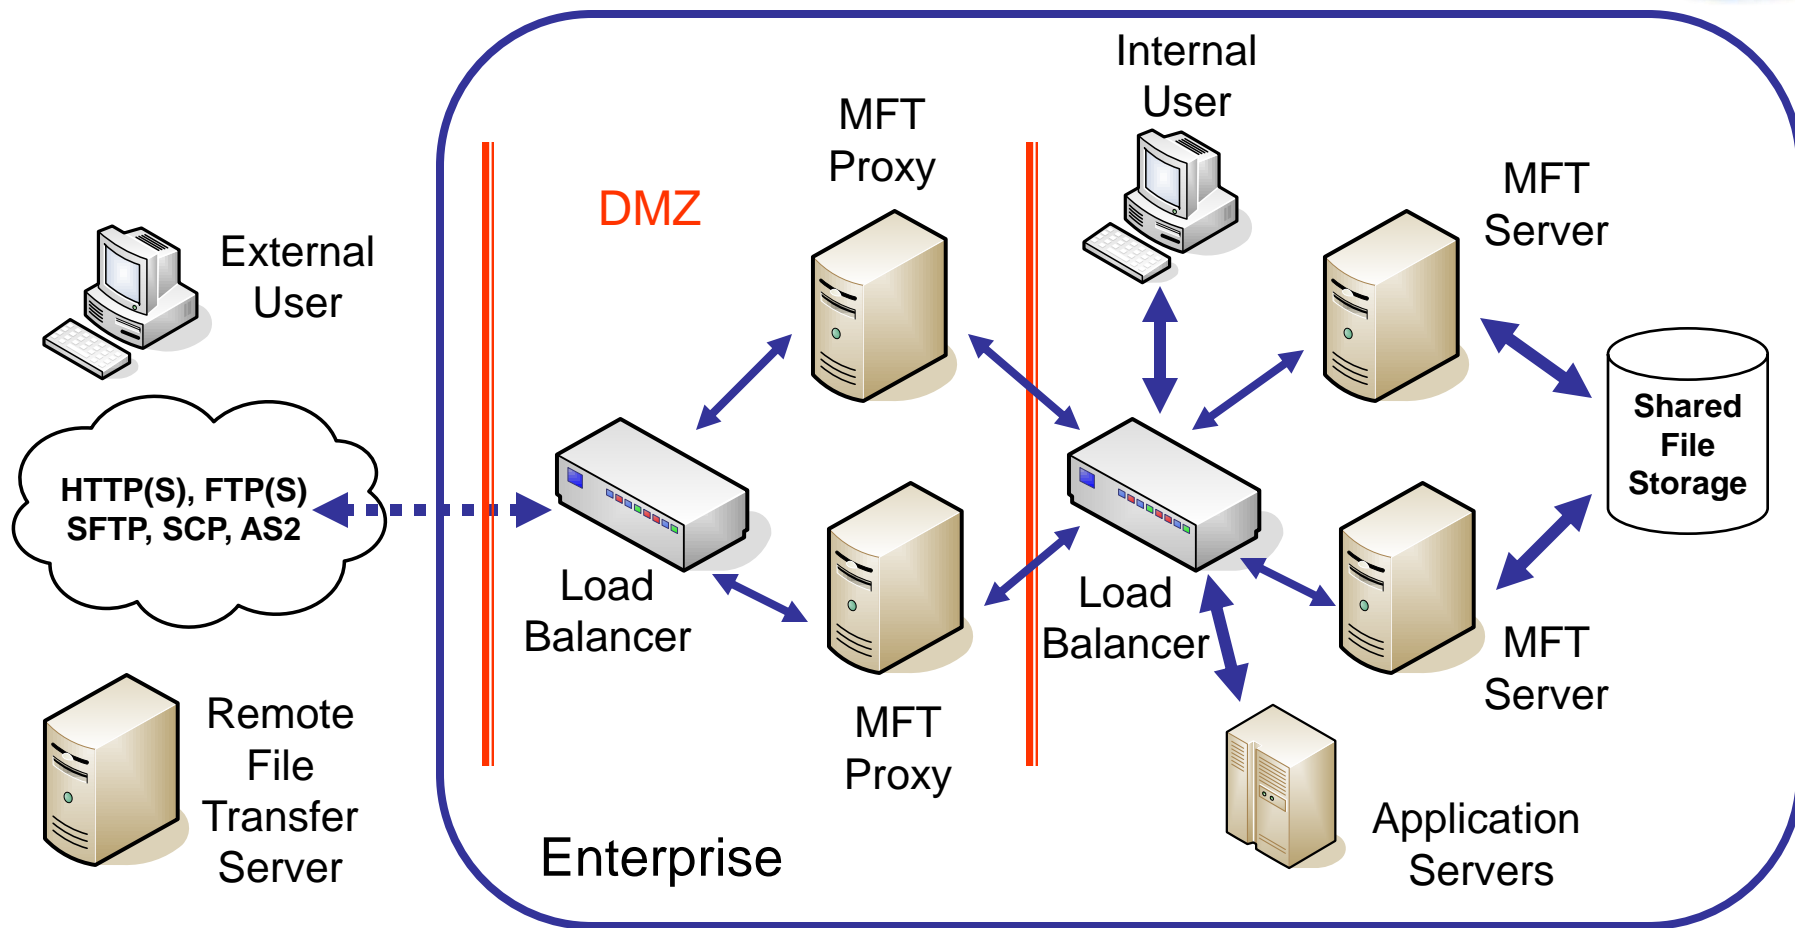 External
User
HTTP(S), FTP(S)
SFTP, SCP, AS2
Remote
File
Transfer
Server
DMZ
MFT
Proxy
Load
Balancer
MFT
Proxy
Enterprise
Internal
User
Load
Balancer
MFT
Server
MFT
Server
Shared
File
Storage
Application
Servers